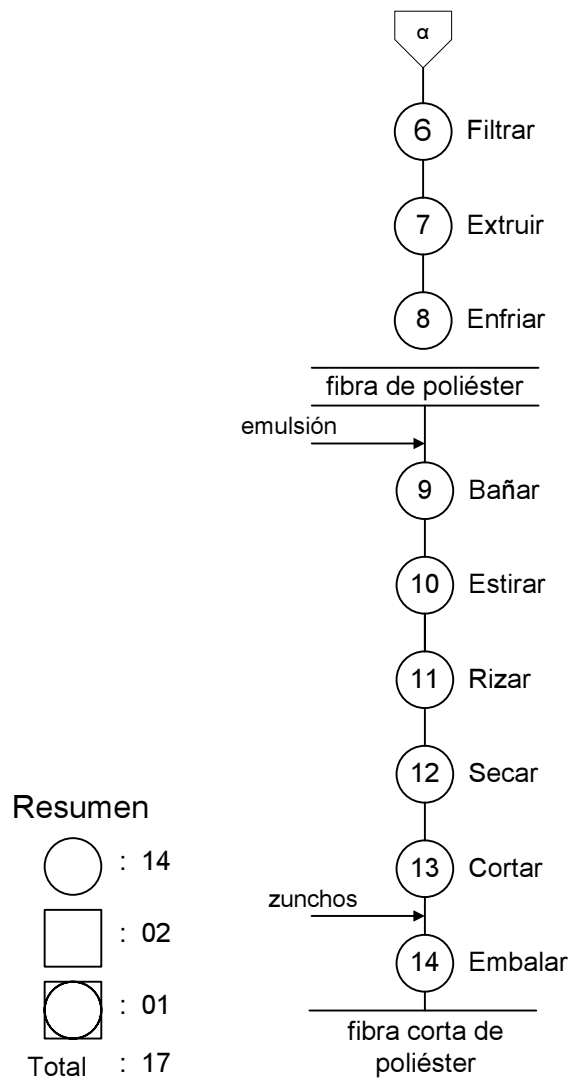 α
6 Filtrar
7 Extruir
8 Enfriar
fibra de poliéster
emulsión
9 Bañar
10 Estirar
11 Rizar
12 Secar
13 Cortar
zunchos
14 Embalar
fibra corta de
poliéster
Resumen
: 14
: 02
: 01
Total : 17